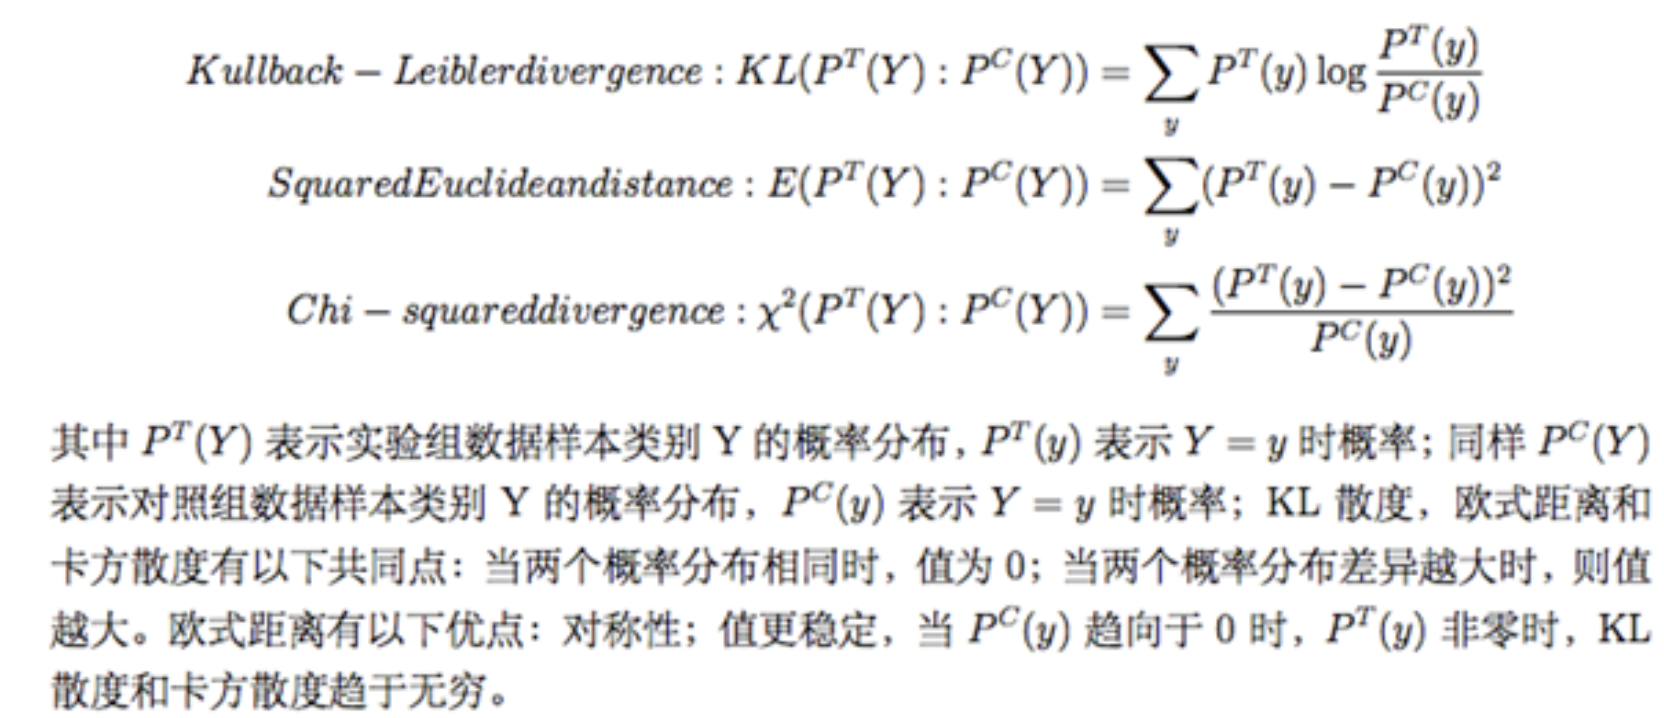 Kullback − Leiblerdivergence : KL(P^T(Y) : P^C(Y)) = ∑_y P^T(y) log P^T(y)/P^C(y)
SquaredEuclideandistance : E(P^T(Y) : P^C(Y)) = ∑_y (P^T(y) − P^C(y))²
Chi − squareddivergence : χ²(P^T(Y) : P^C(Y)) = ∑_y (P^T(y) − P^C(y))²/P^C(y)
其中 P^T(Y) 表示实验组数据样本类别 Y 的概率分布，P^T(y) 表示 Y = y 时概率；同样 P^C(Y)
表示对照组数据样本类别 Y 的概率分布，P^C(y) 表示 Y = y 时概率；KL 散度，欧式距离和
卡方散度有以下共同点：当两个概率分布相同时，值为 0；当两个概率分布差异越大时，则值
越大。欧式距离有以下优点：对称性；值更稳定，当 P^C(y) 趋向于 0 时，P^T(y) 非零时，KL
散度和卡方散度趋于无穷。